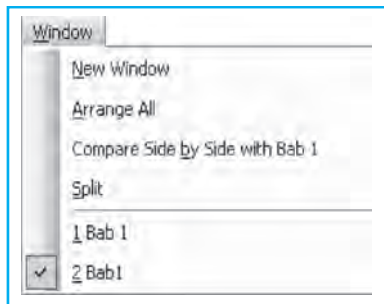 Window
New Window
Arrange All
Compare Side by Side with Bab 1
Split
1 Bab 1
2 Bab1